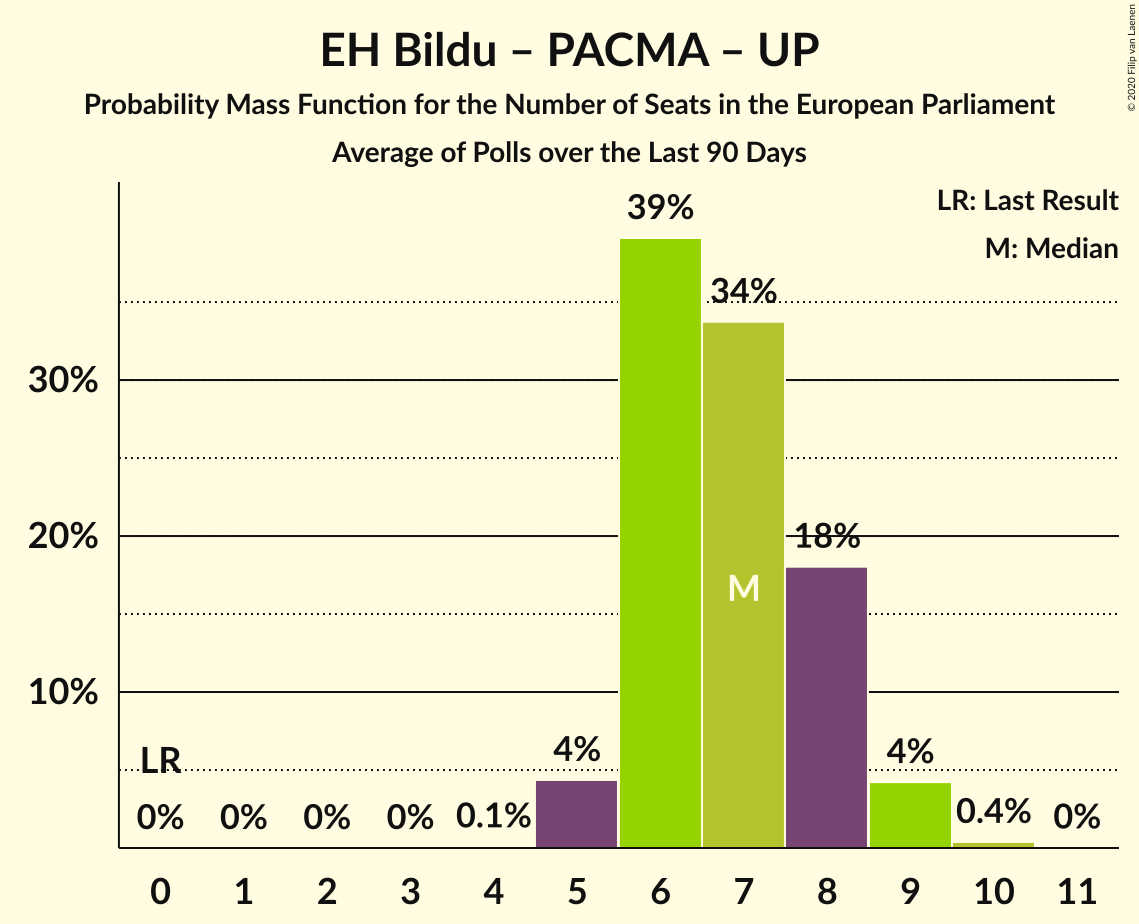 EH Bildu – PACMA – UP
Probability Mass Function for the Number of Seats in the European Parliament
Average of Polls over the Last 90 Days
© 2020 Filip van Laenen
LR: Last Result
M: Median
39%
34%
30%
18%
20%
M
10%
LR
4%
4%
0%
0%
0%
0%
0.1%
0.4%
0%
0 1 2 3 4 5 6 7 8 9 10 11